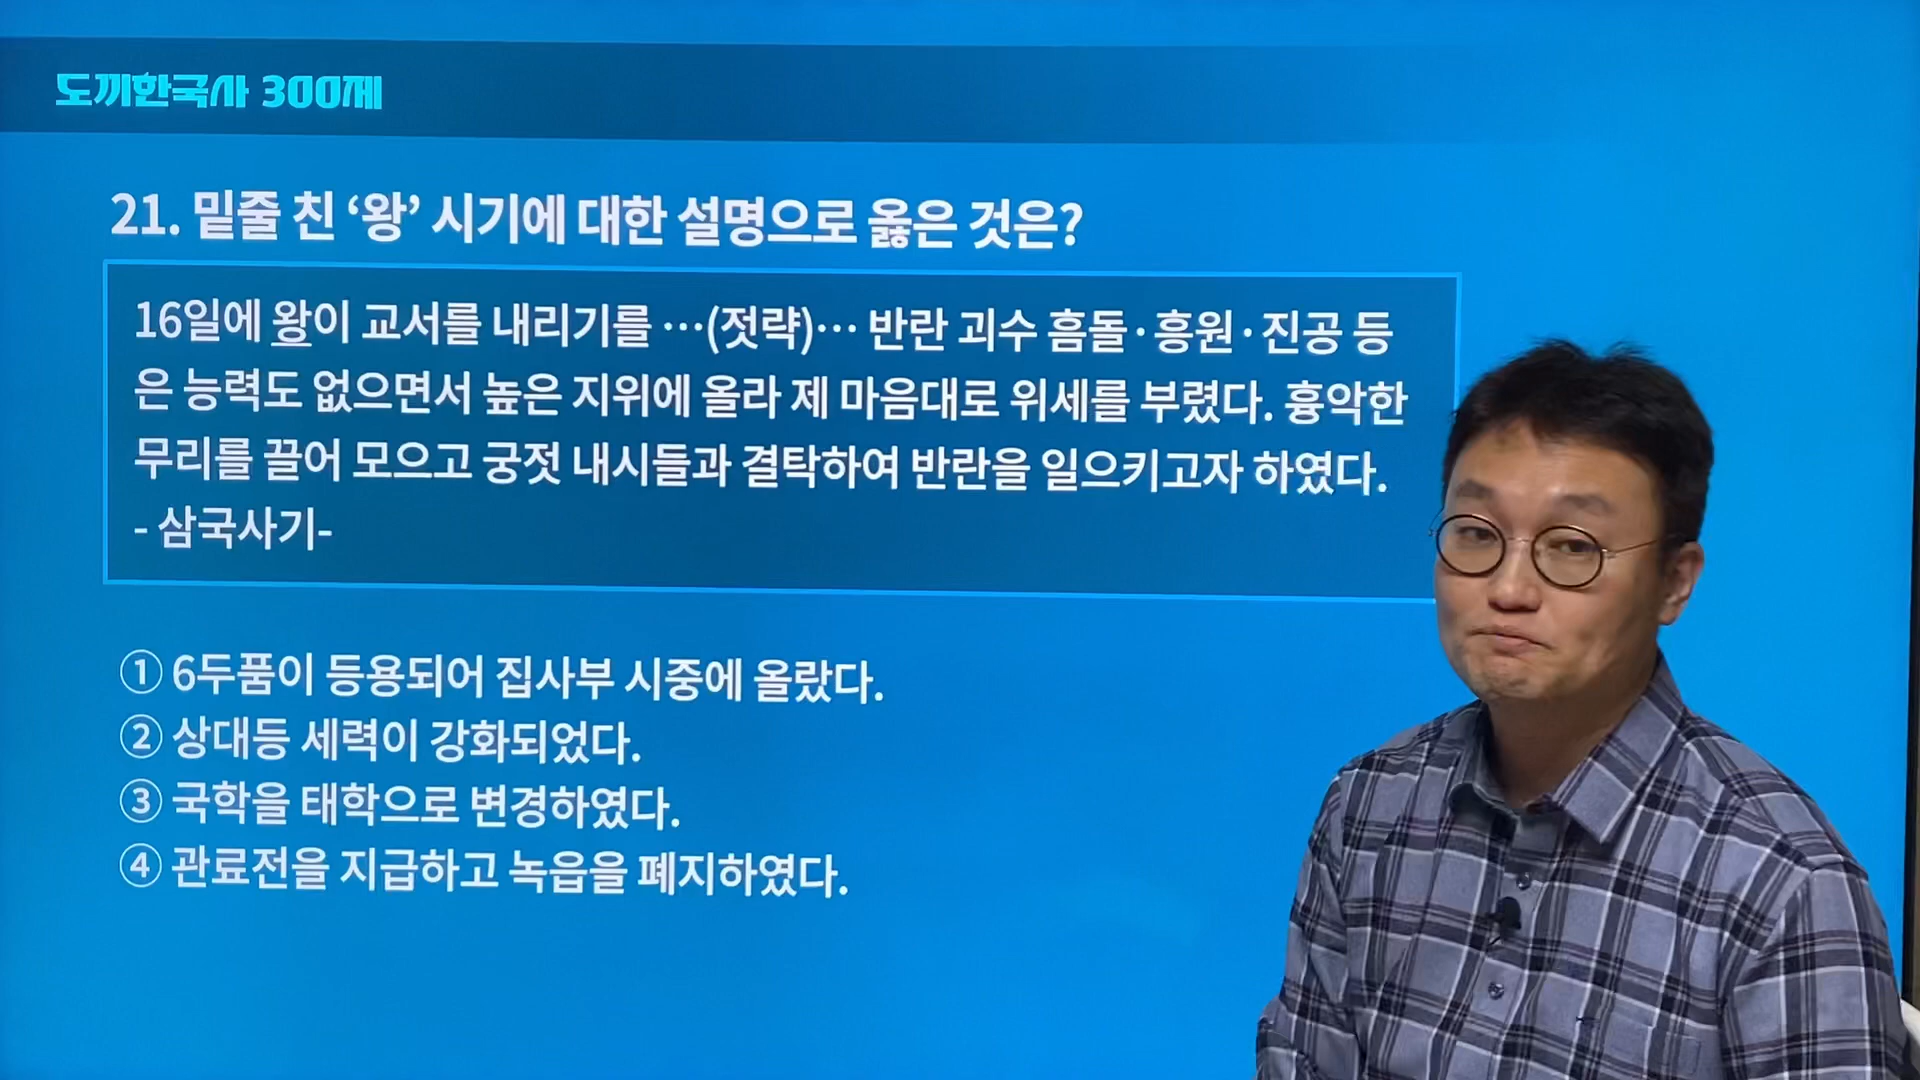 도끼한국사 300제
21. 밑줄 친 ‘왕’ 시기에 대한 설명으로 옳은 것은?
16일에 왕이 교서를 내리기를 …(젓략)… 반란 괴수 흠돌·흥원·진공 등
은 능력도 없으면서 높은 지위에 올라 제 마음대로 위세를 부렸다. 흉악한
무리를 끌어 모으고 궁젓 내시들과 결탁하여 반란을 일으키고자 하였다.
- 삼국사기-
① 6두품이 등용되어 집사부 시중에 올랐다.
② 상대등 세력이 강화되었다.
③ 국학을 태학으로 변경하였다.
④ 관료전을 지급하고 녹읍을 폐지하였다.